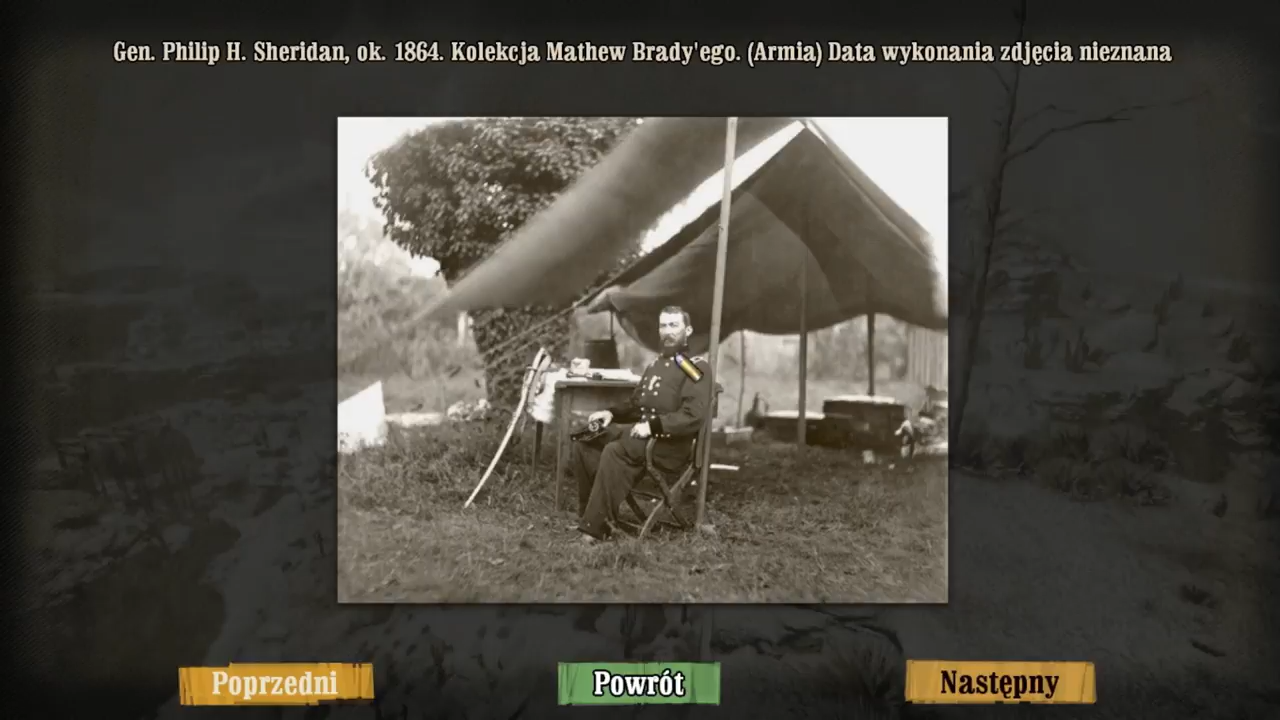 Gen. Philip H. Sheridan, ok. 1864. Kolekcja Mathew Brady'ego. (Armia) Data wykonania zdjęcia nieznana
Poprzedni
Powrót
Następny